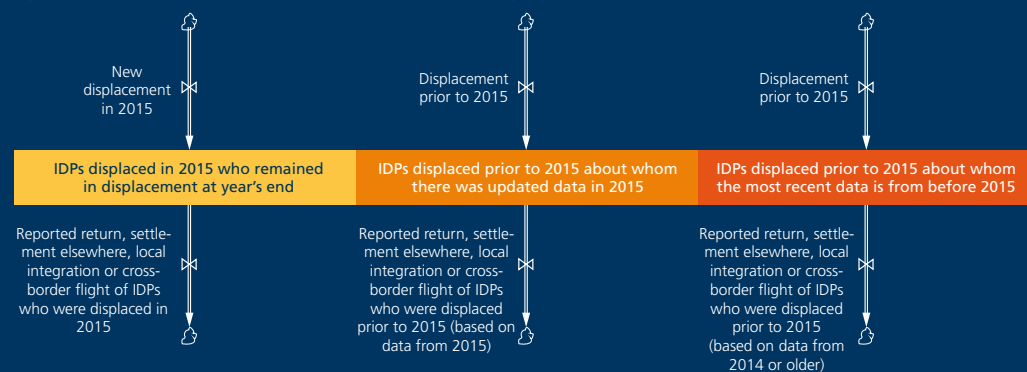 New
displacement
in 2015
Displacement
prior to 2015
Displacement
prior to 2015
IDPs displaced in 2015 who remained
in displacement at year's end
IDPs displaced prior to 2015 about whom
there was updated data in 2015
IDPs displaced prior to 2015 about whom
the most recent data is from before 2015
Reported return, settle-
ment elsewhere, local
integration or cross-
border flight of IDPs
who were displaced in
2015
Reported return, settle-
ment elsewhere, local
integration or cross-
border flight of IDPs
who were displaced
prior to 2015 (based on
data from 2015)
Reported return, settle-
ment elsewhere, local
integration or cross-
border flight of IDPs
who were displaced
prior to 2015
(based on data from
2014 or older)